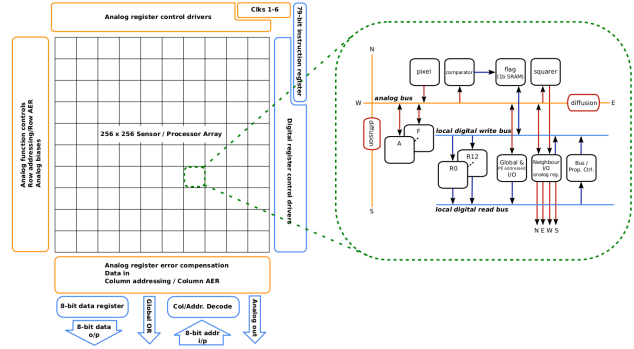 Analog register control drivers
Clks 1-6
79-bit instruction register
Analog function controls
Row addressing/Row AER
Analog biases
256 x 256 Sensor / Processor Array
Digital register control drivers
Analog register error compensation
Data in
Column addressing / Column AER
8-bit data register
Global OR
Col/Addr. Decode
Analog out
8-bit data
o/p
8-bit addr
i/p
N
pixel
comparator
flag
(1b SRAM)
squarer
W
analog bus
diffusion
E
diffusion
A
F
local digital write bus
R0
R12
Global &
PE addressed
I/O
Neighbour
I/O
analog reg.
Bus /
Prop. Ctrl.
S
local digital read bus
N E W S